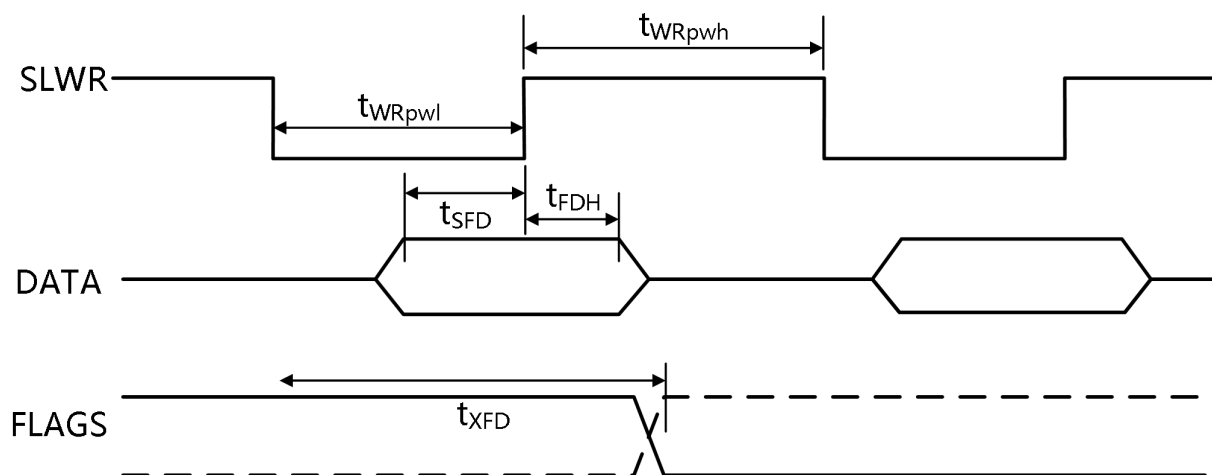 tWRpwh
SLWR
tWRpwl
tSFD
tFDH
DATA
tXFD
FLAGS